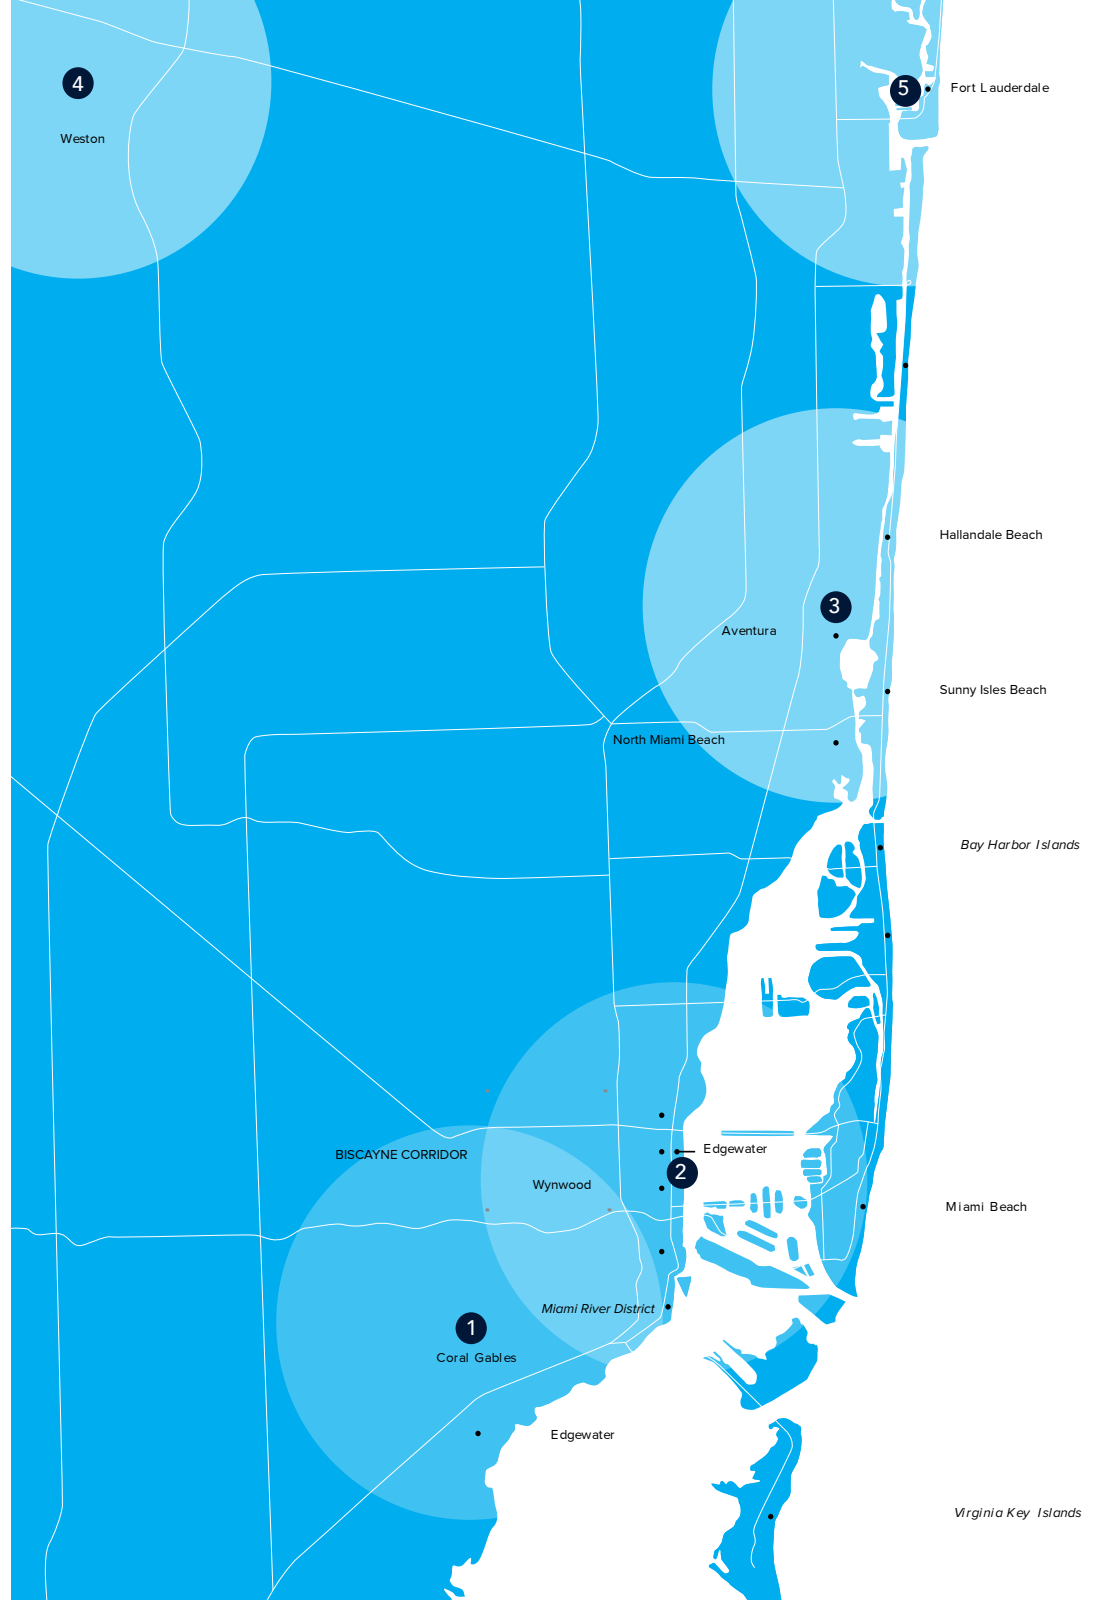 4
Weston
5
Fort Lauderdale
Hallandale Beach
3
Aventura
Sunny Isles Beach
North Miami Beach
Bay Harbor Islands
Edgewater
BISCAYNE CORRIDOR
2
Wynwood
Miami Beach
Miami River District
1
Coral Gables
Edgewater
Virginia Key Islands